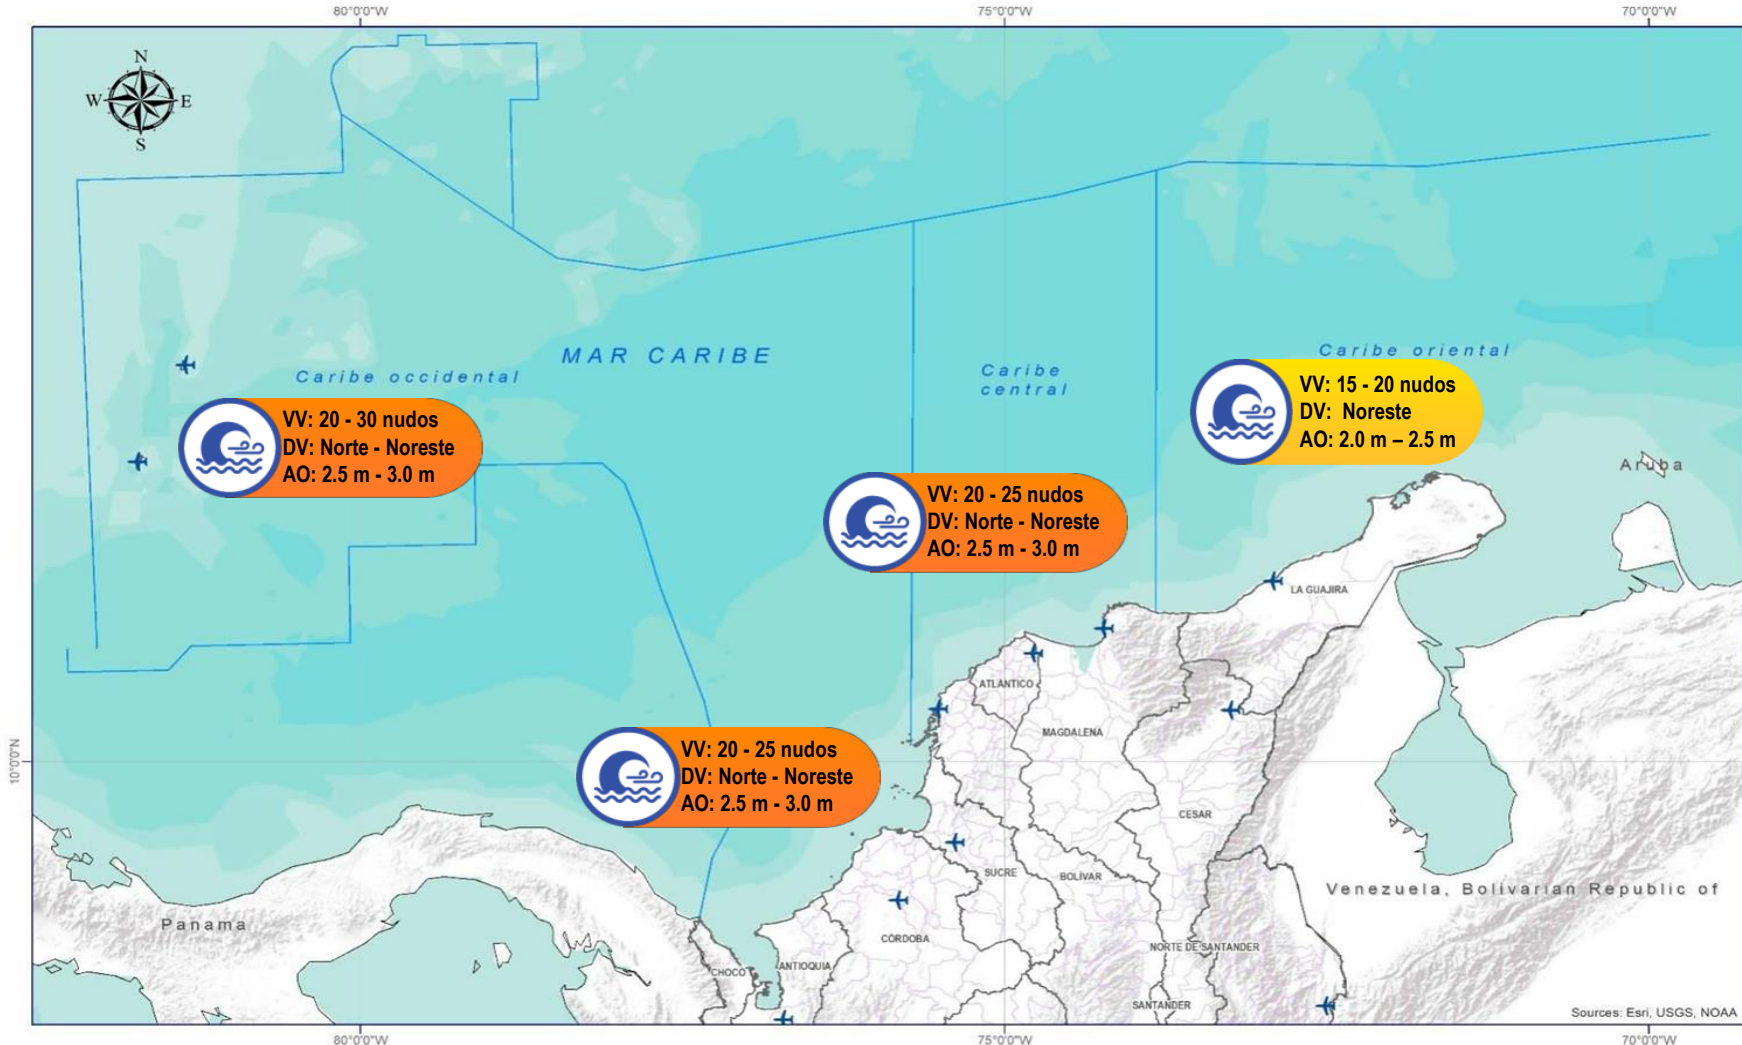 80°0'0"W
75°0'0"W
70°0'0"W
N
W
E
S
MAR CARIBE
Caribe occidental
Caribe
central
Caribe oriental
VV: 15 - 20 nudos
DV: Noreste
AO: 2.0 m – 2.5 m
VV: 20 - 30 nudos
DV: Norte - Noreste
AO: 2.5 m - 3.0 m
Aruba
VV: 20 - 25 nudos
DV: Norte - Noreste
AO: 2.5 m - 3.0 m
LA GUAJIRA
ATLANTICO
MAGDALENA
10°0'0"N
VV: 20 - 25 nudos
DV: Norte - Noreste
AO: 2.5 m - 3.0 m
CESAR
SUCRE
BOLÍVAR
Venezuela, Bolivarian Republic of
Panama
CÓRDOBA
NORTE DE SANTANDER
CHOCÓ
ANTIOQUIA
SANTANDER
Sources: Esri, USGS, NOAA
80°0'0"W
75°0'0"W
70°0'0"W